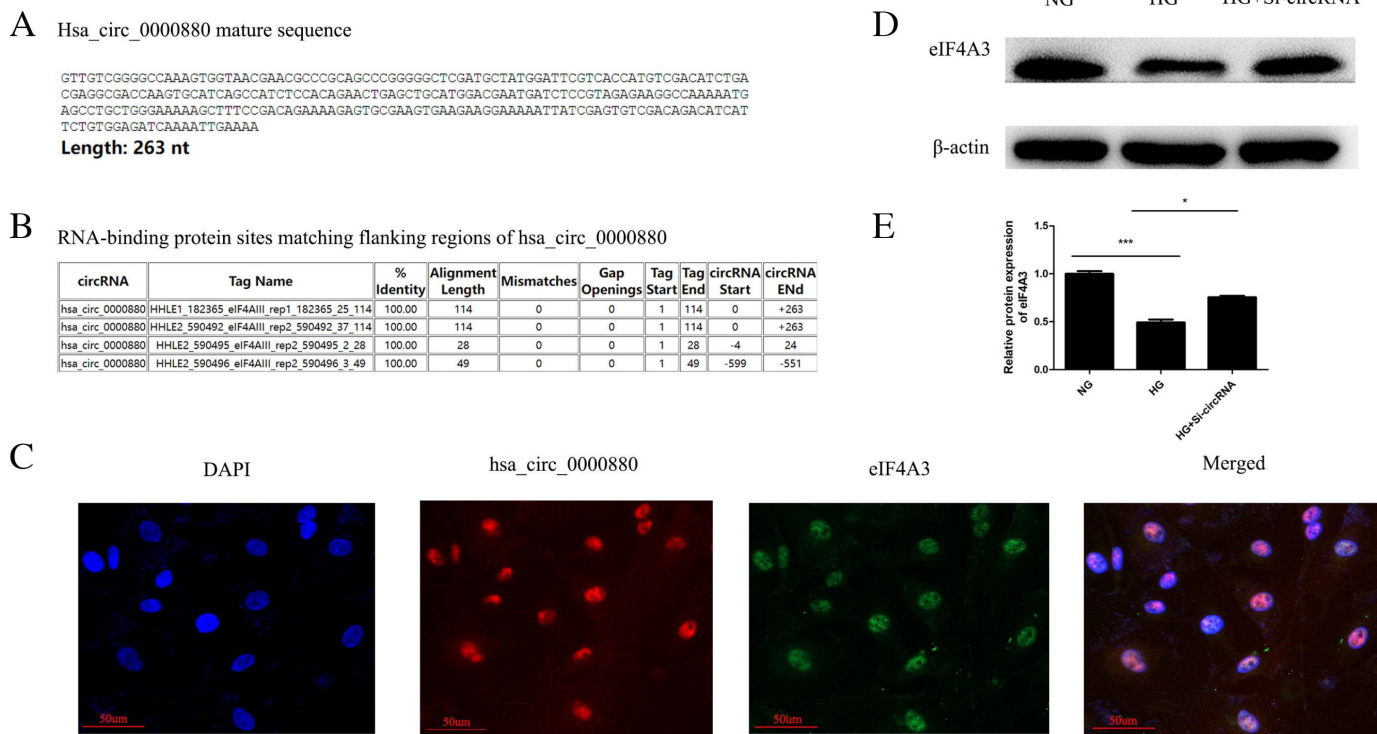 A
Hsa_circ_0000880 mature sequence
GTTGTCGGGGCCAAAGTGGTAACGAACGCCCGCAGCCCGGGGGCTCGATGCTATGGATTCGTCACCATGTCGACATCTGA
CGAGGCGACCAAGTGCATCAGCCATCTCCACAGAACTGAGCTGCATGGACGAATGATCTCCGTAGAGAAGGCCAAAAATG
AGCCTGCTGGGAAAAAGCTTTCCGACAGAAAAGAGTGCGAAGTGAAGAAGGAAAAATTATCGAGTGTCGACAGACATCAT
TCTGTGGAGATCAAAATTGAAAA
Length: 263 nt
B
RNA-binding protein sites matching flanking regions of hsa_circ_0000880
circRNA Tag Name % Identity Alignment Length Mismatches Gap Openings Tag Start Tag End circRNA Start circRNA ENd
hsa_circ_0000880 HHLE1_182365_eIF4AIII_rep1_182365_25_114 100.00 114 0 0 1 114 0 +263
hsa_circ_0000880 HHLE2_590492_eIF4AIII_rep2_590492_37_114 100.00 114 0 0 1 114 0 +263
hsa_circ_0000880 HHLE2_590495_eIF4AIII_rep2_590495_2_28 100.00 28 0 0 1 28 -4 24
hsa_circ_0000880 HHLE2_590496_eIF4AIII_rep2_590496_3_49 100.00 49 0 0 1 49 -599 -551
C
DAPI
hsa_circ_0000880
eIF4A3
Merged
50um
50um
50um
50um
D
NG HG HG+Si-circRNA
eIF4A3
β-actin
E
Relative protein expression
of eIF4A3
1.5
1.0
0.5
0.0
***
*
NG
HG
HG+Si-circRNA